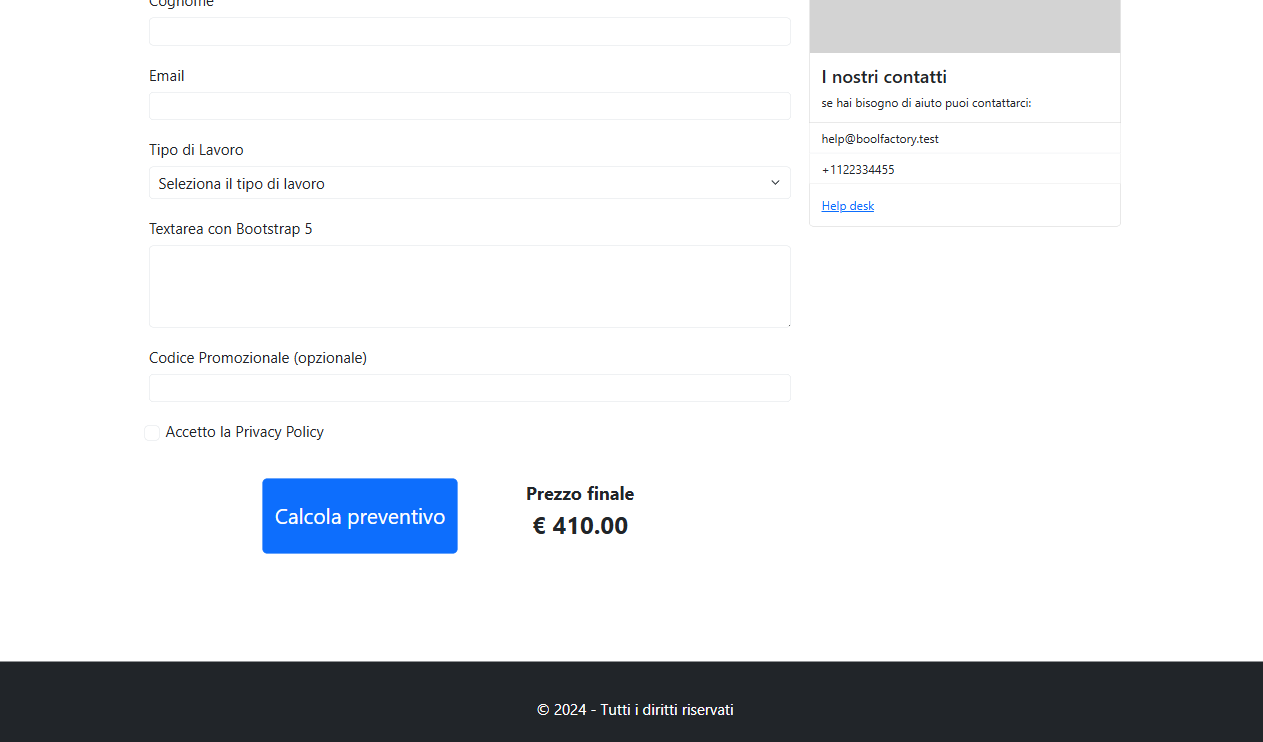 Cognome
Email
Tipo di Lavoro
Seleziona il tipo di lavoro
Textarea con Bootstrap 5
Codice Promozionale (opzionale)
Accetto la Privacy Policy
Calcola preventivo
Prezzo finale
€ 410.00
I nostri contatti
se hai bisogno di aiuto puoi contattarci:
help@boolfactory.test
+1122334455
Help desk
© 2024 - Tutti i diritti riservati